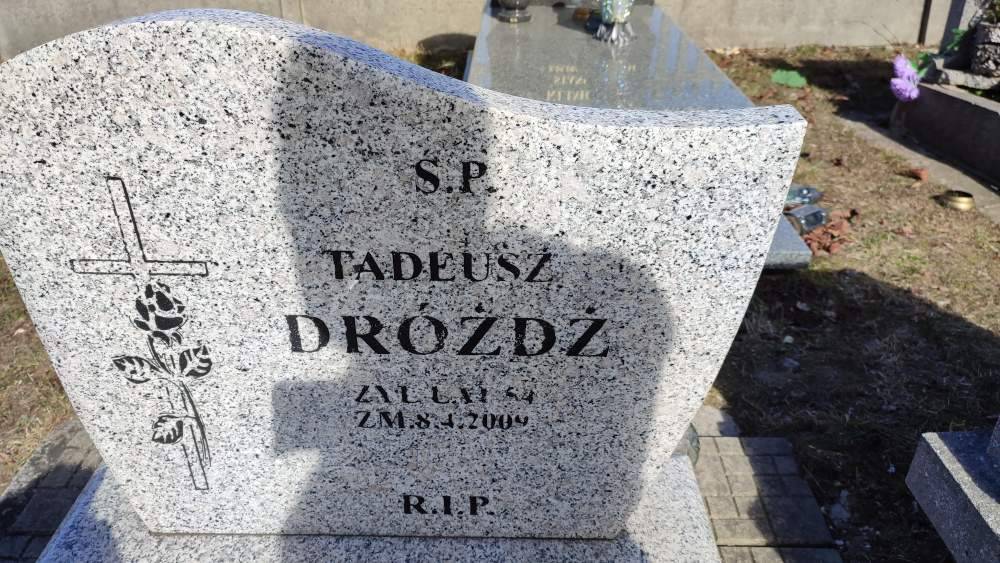 Ś.P.
TADEUSZ
DRÓŻDŻ
ŻYŁ LAT 54
ZM.8.4.2009
R.I.P.